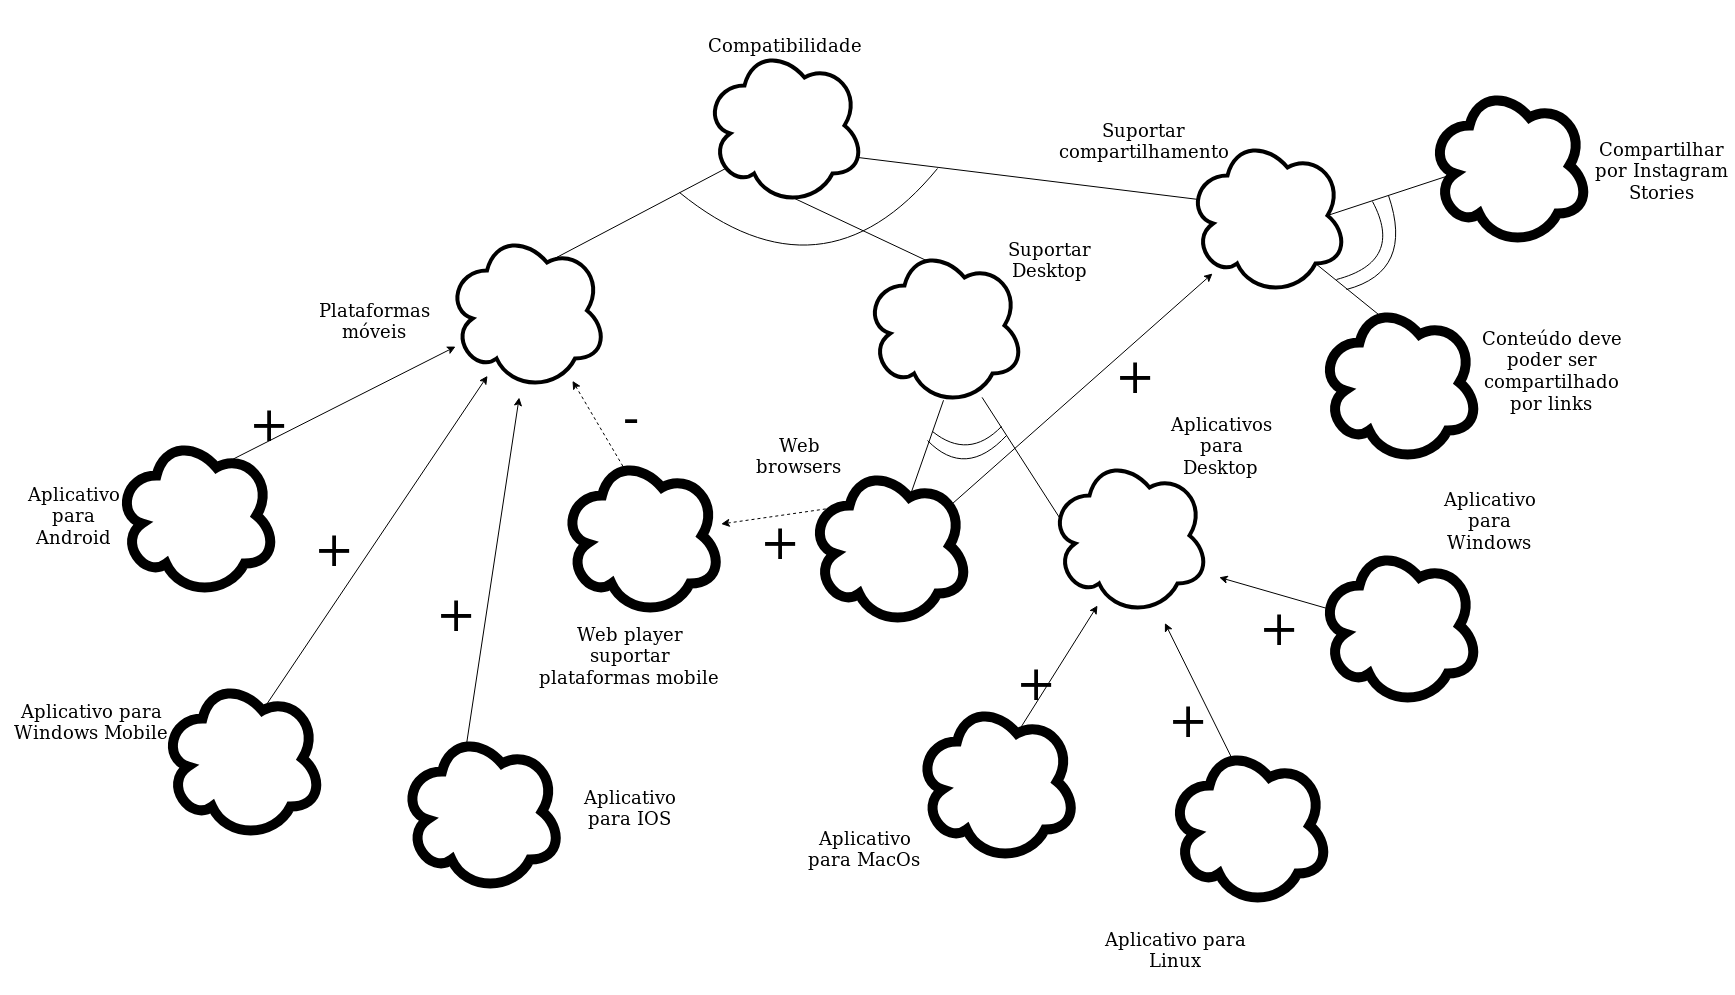 Compatibilidade
Suportar
compartilhamento
Compartilhar
por Instagram
Stories
Suportar
Desktop
Plataformas
móveis
+
Conteúdo deve
poder ser
compartilhado
por links
+
-
Web
browsers
Aplicativos
para
Desktop
Aplicativo
para
Android
Aplicativo
para
Windows
+
+
+
+
Web player
suportar
plataformas mobile
+
+
+
Aplicativo para
Windows Mobile
Aplicativo
para IOS
Aplicativo
para MacOs
Aplicativo para
Linux